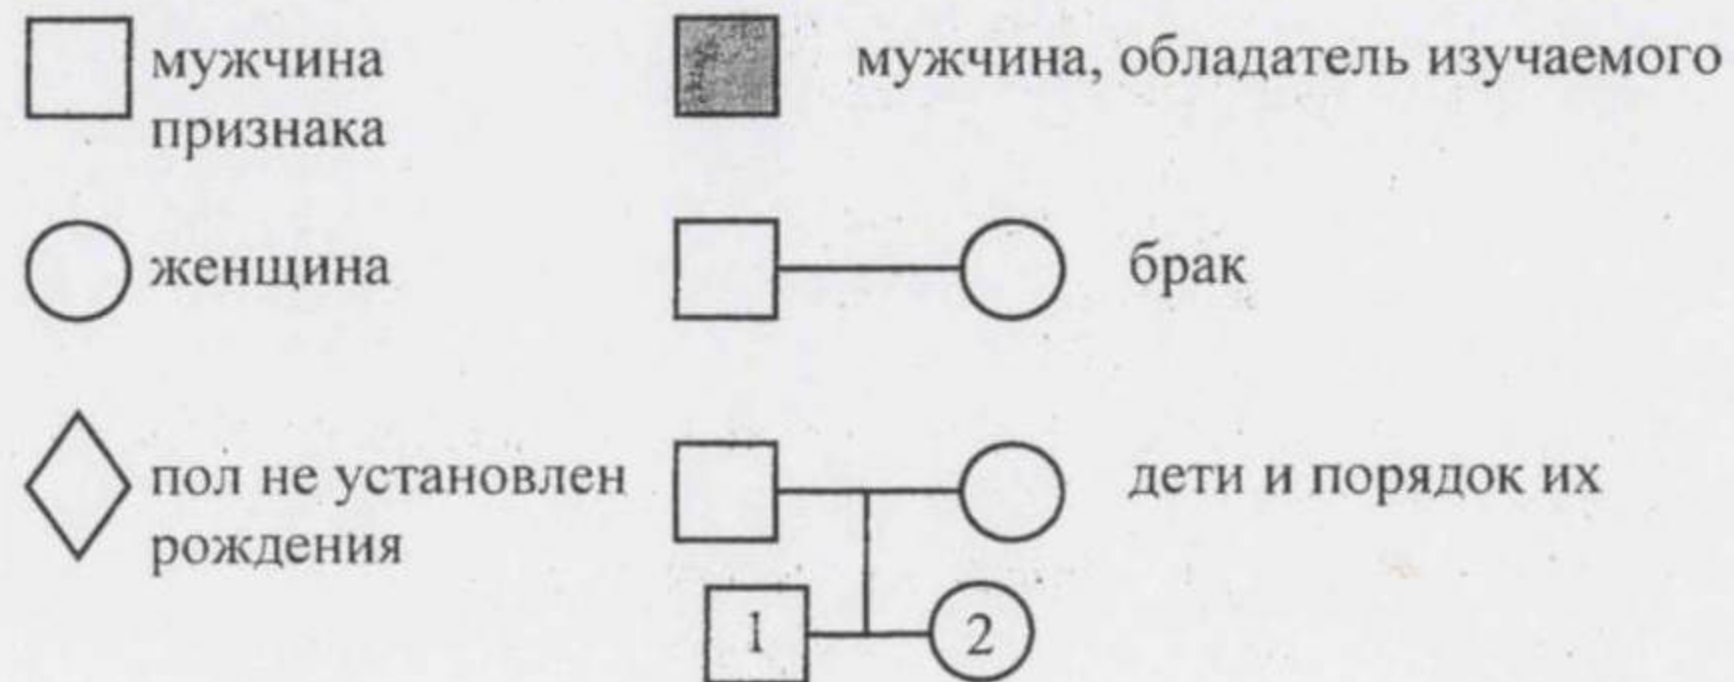 мужчина мужчина, обладатель изучаемого
признака
женщина брак
пол не установлен дети и порядок их
рождения
1 2